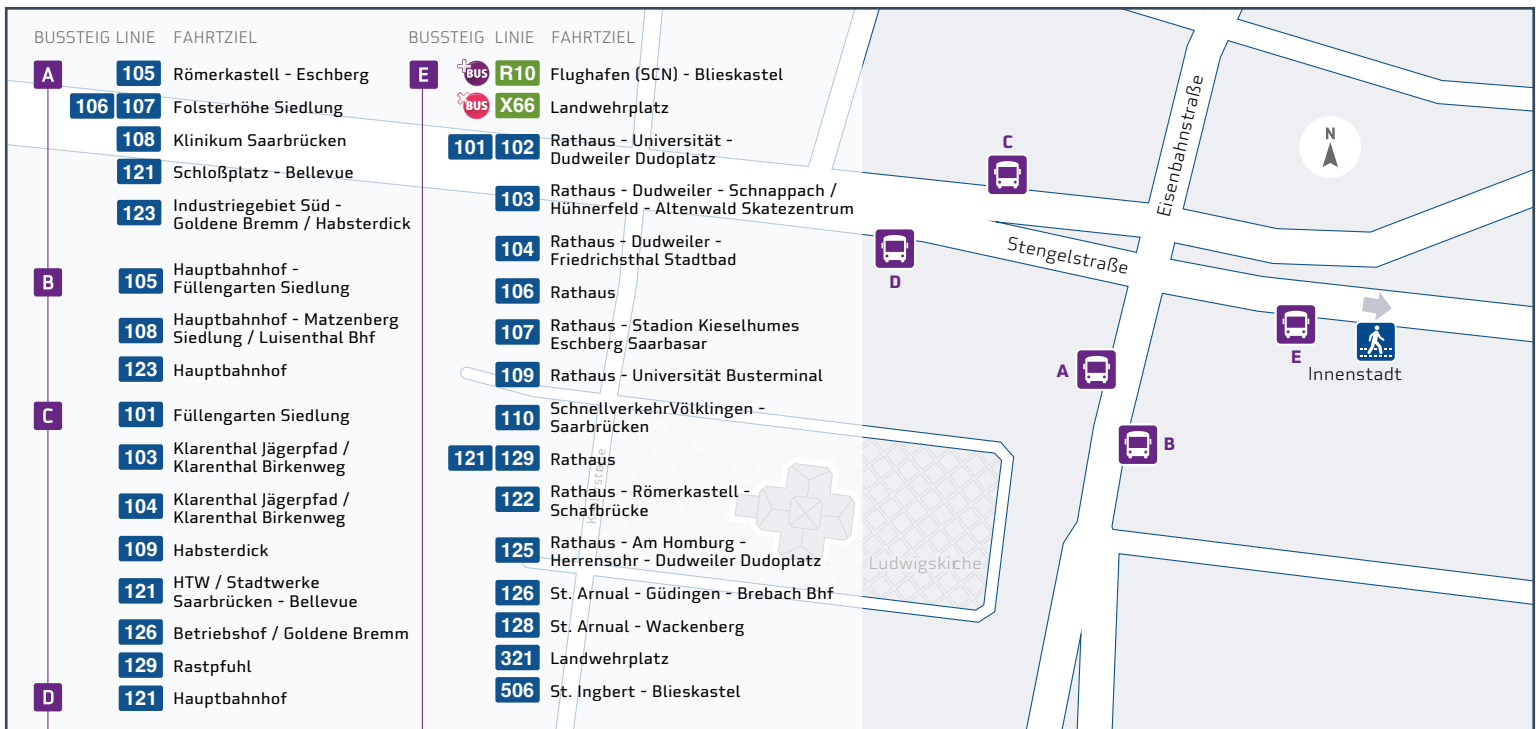 BUSSTEIG LINIE FAHRTZIEL
A 105 Römerkastell - Eschberg
106 107 Folsterhöhe Siedlung
108 Klinikum Saarbrücken
121 Schloßplatz - Bellevue
123 Industriegebiet Süd -
Goldene Bremm / Habsterdick
B 105 Hauptbahnhof -
Füllengarten Siedlung
108 Hauptbahnhof - Matzenberg
Siedlung / Luisenthal Bhf
123 Hauptbahnhof
C 101 Füllengarten Siedlung
103 Klarenthal Jägerpfad /
Klarenthal Birkenweg
104 Klarenthal Jägerpfad /
Klarenthal Birkenweg
109 Habsterdick
121 HTW / Stadtwerke
Saarbrücken - Bellevue
126 Betriebshof / Goldene Bremm
129 Rastpfuhl
D 121 Hauptbahnhof
BUSSTEIG LINIE FAHRTZIEL
E +BUS R10 Flughafen (SCN) - Blieskastel
×BUS X66 Landwehrplatz
101 102 Rathaus - Universität -
Dudweiler Dudoplatz
103 Rathaus - Dudweiler - Schnappach /
Hühnerfeld - Altenwald Skatezentrum
104 Rathaus - Dudweiler -
Friedrichsthal Stadtbad
106 Rathaus
107 Rathaus - Stadion Kieselhumes
Eschberg Saarbasar
109 Rathaus - Universität Busterminal
110 SchnellverkehrVölklingen -
Saarbrücken
121 129 Rathaus
122 Rathaus - Römerkastell -
Schafbrücke
125 Rathaus - Am Homburg -
Herrensohr - Dudweiler Dudoplatz
126 St. Arnual - Güdingen - Brebach Bhf
128 St. Arnual - Wackenberg
321 Landwehrplatz
506 St. Ingbert - Blieskastel
Eisenbahnstraße
N
C
Stengelstraße
D
A
E
Innenstadt
B
Ludwigskirche